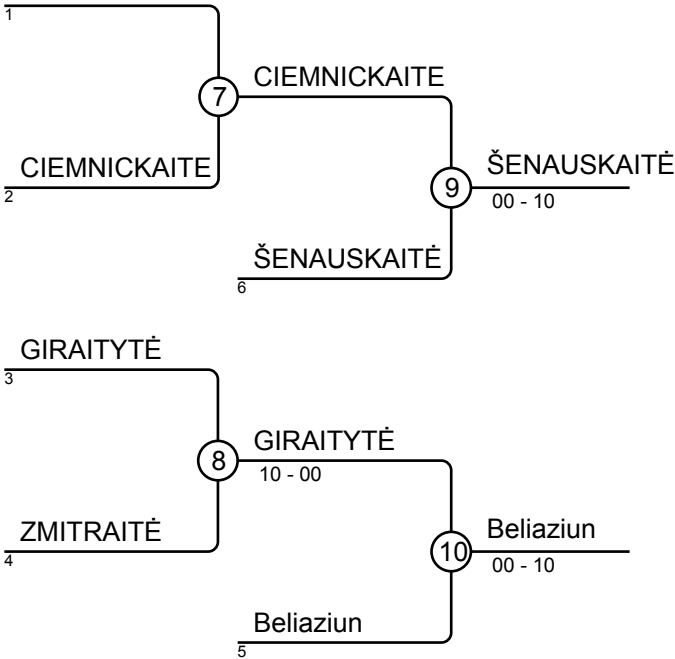 1
7
CIEMNICKAITE
CIEMNICKAITE
2
9
ŠENAUSKAITĖ
00 - 10
ŠENAUSKAITĖ
6
GIRAITYTĖ
3
8
GIRAITYTĖ
10 - 00
ZMITRAITĖ
4
10
Beliaziun
00 - 10
Beliaziun
5